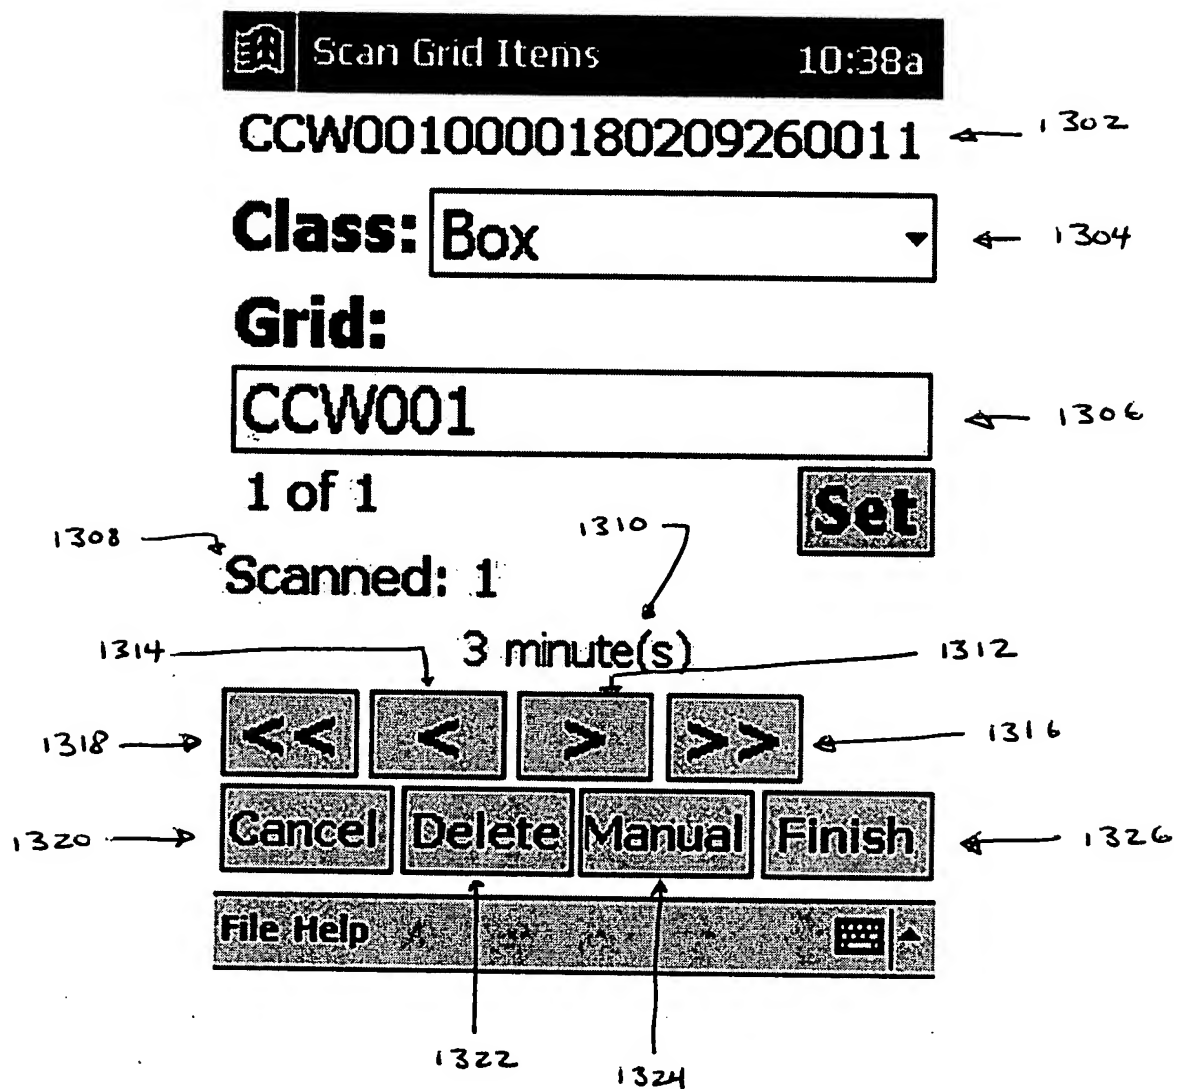 Scan Grid Items 10:38a
CCW0010000180209260011 1302
Class: Box 1304
Grid:
CCW001 1306
1 of 1 Set
1308 1310
Scanned: 1
1314 3 minute(s) 1312
1318 << < > >> 1316
1320 Cancel Delete Manual Finish 1326
File Help
1322 1324